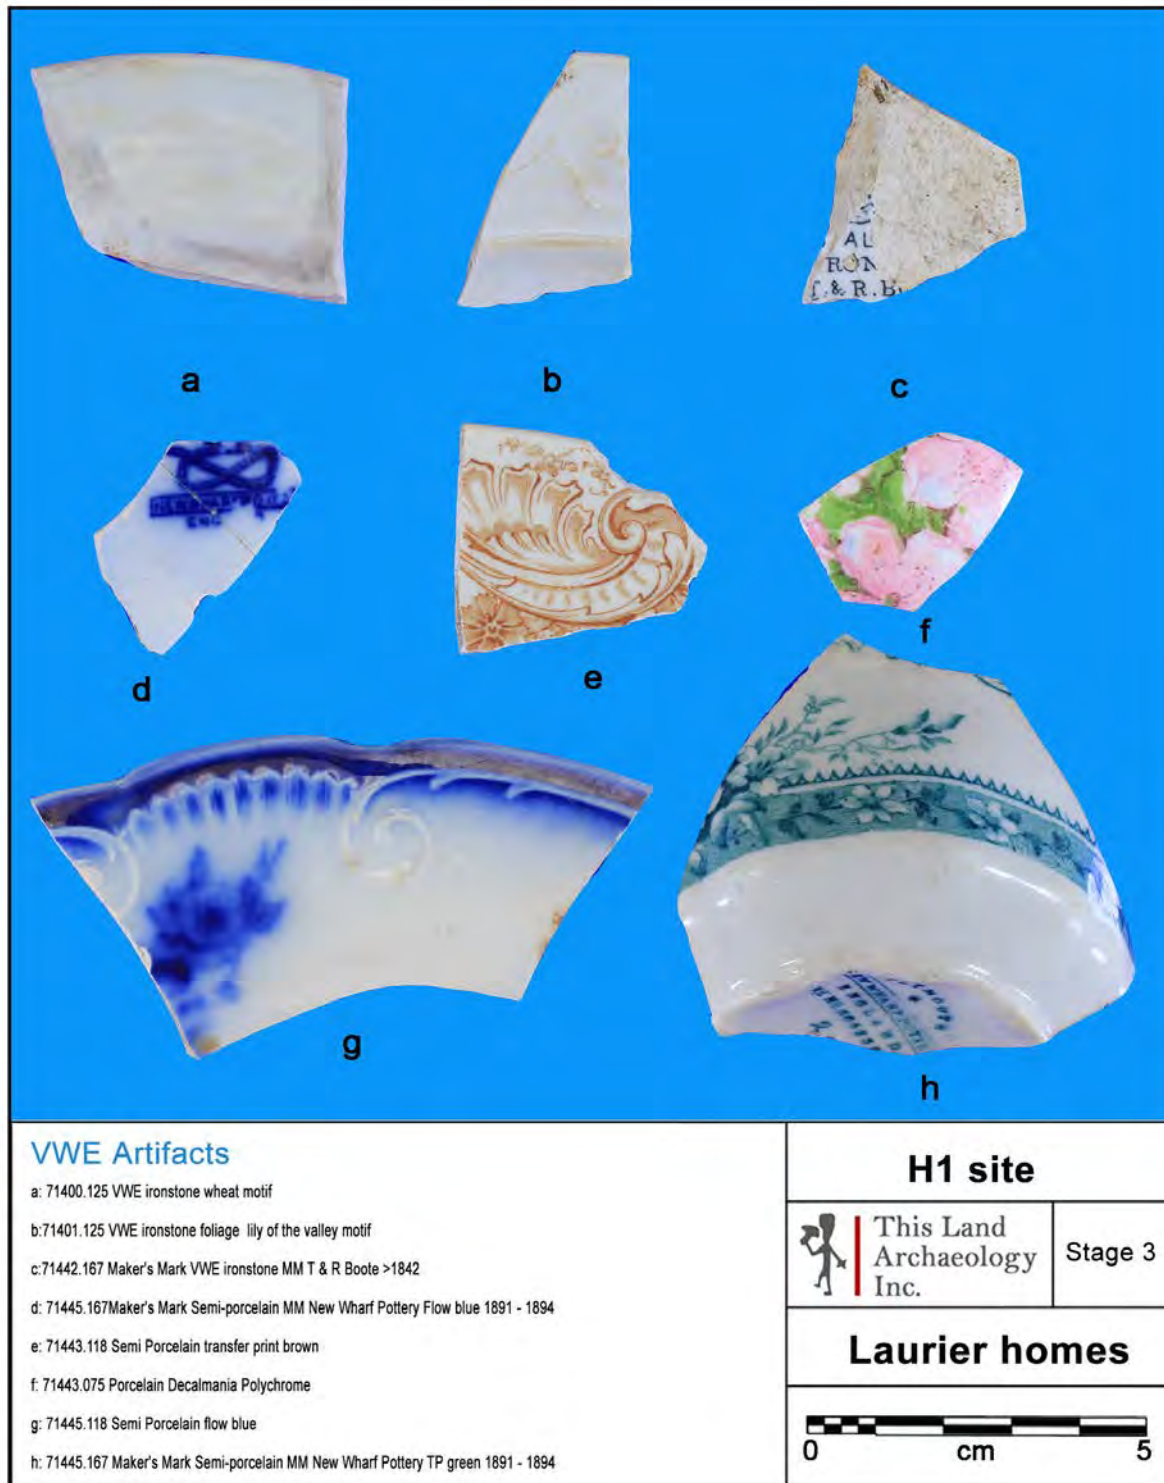 AL
RON
& R.B
a
b
c
ENG
d
e
f
g
ENGLAND
h
VWE Artifacts
a: 71400.125 VWE ironstone wheat motif
b:71401.125 VWE ironstone foliage lily of the valley motif
c:71442.167 Maker's Mark VWE ironstone MM T & R Boote >1842
d: 71445.167Maker's Mark Semi-porcelain MM New Wharf Pottery Flow blue 1891 - 1894
e: 71443.118 Semi Porcelain transfer print brown
f: 71443.075 Porcelain Decalmania Polychrome
g: 71445.118 Semi Porcelain flow blue
h: 71445.167 Maker's Mark Semi-porcelain MM New Wharf Pottery TP green 1891 - 1894
H1 site
This Land
Archaeology
Inc.
Stage 3
Laurier homes
0 cm 5